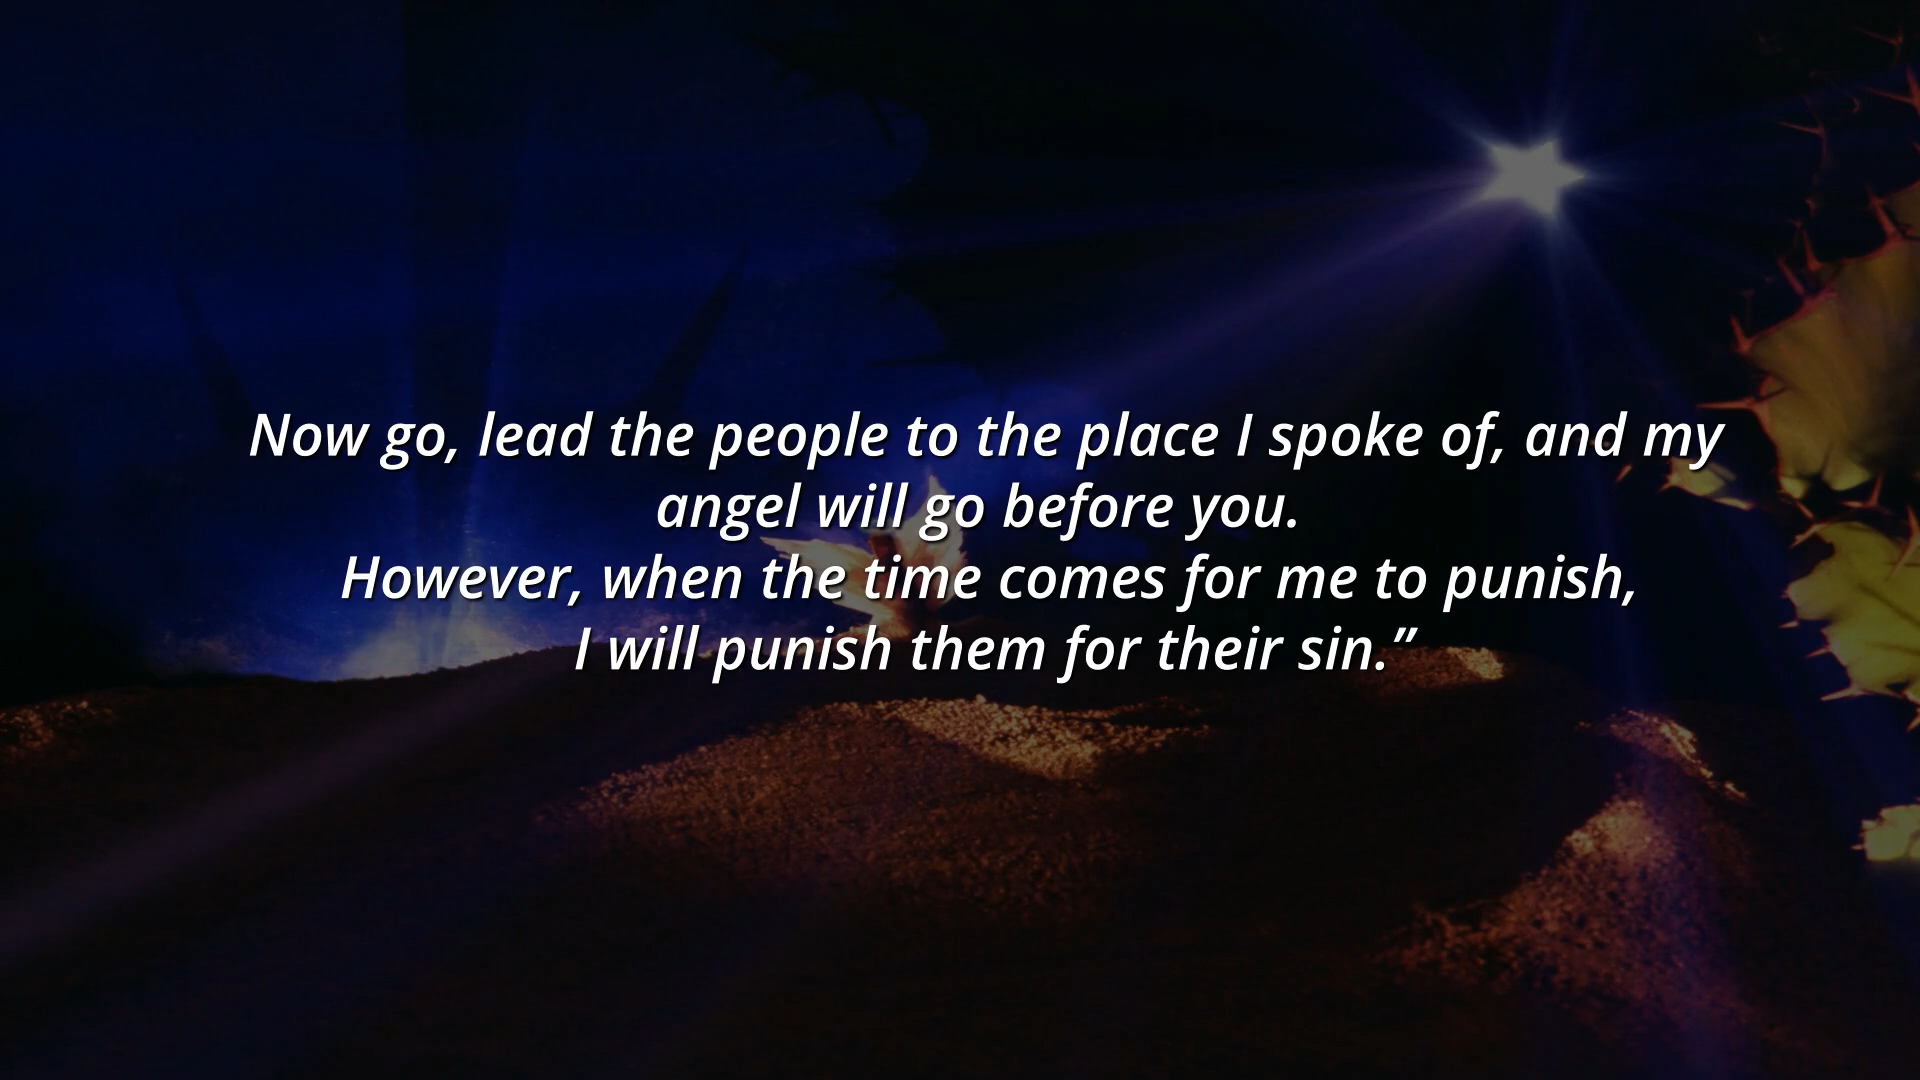 Now go, lead the people to the place I spoke of, and my
angel will go before you.
However, when the time comes for me to punish,
I will punish them for their sin.”